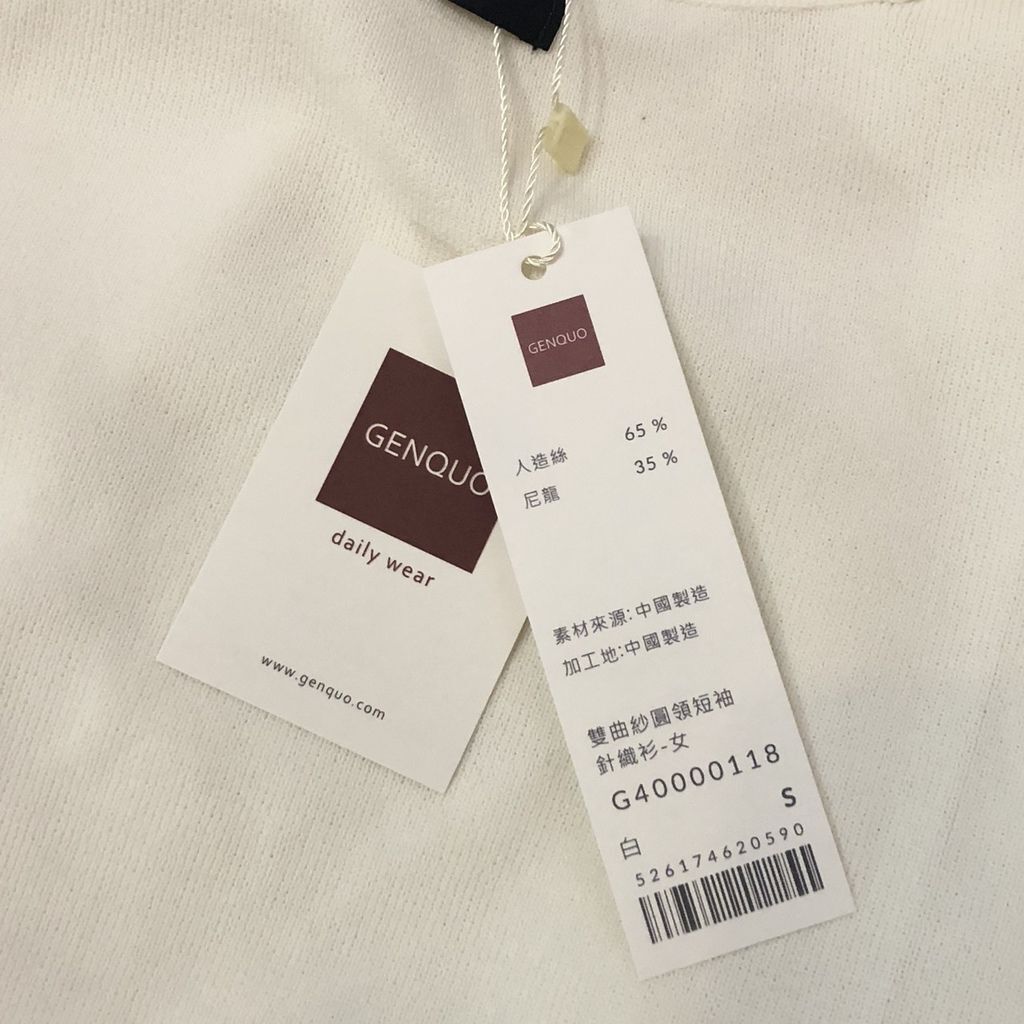 GENQUO
daily wear
www.genquo.com
GENQUO
人造絲 65 %
尼龍 35 %
素材來源:中國製造
加工地:中國製造
雙曲紗圓領短袖
針織衫-女
G40000118
S
白
526174620590